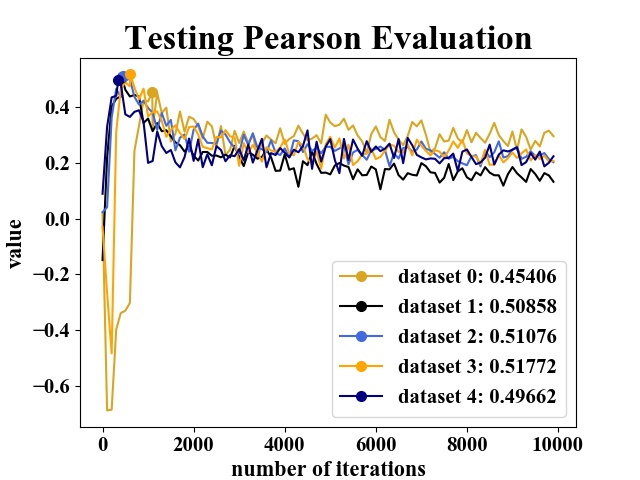 Testing Pearson Evaluation
value
0.4
0.2
0.0
−0.2
−0.4
−0.6
dataset 0: 0.45406
dataset 1: 0.50858
dataset 2: 0.51076
dataset 3: 0.51772
dataset 4: 0.49662
0 2000 4000 6000 8000 10000
number of iterations